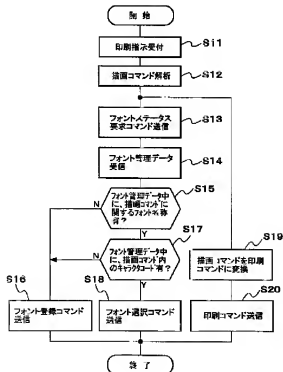 開 始
印刷指示受付
S11
描画コマンド解析
S12
フォントステータス
要求コマンド送信
S13
フォント管理データ
受信
S14
フォント管理データ中
に、描画コマンドに
関するフォント名称
有?
S15
N
Y
フォント管理データ
中に、描画コマンド内
のキャラクタコード有?
S17
N
Y
描画コマンドを印刷
コマンドに変換
S19
フォント登録コマンド
送信
S16
フォント選択コマンド
送信
S18
印刷コマンド送信
S20
終 了